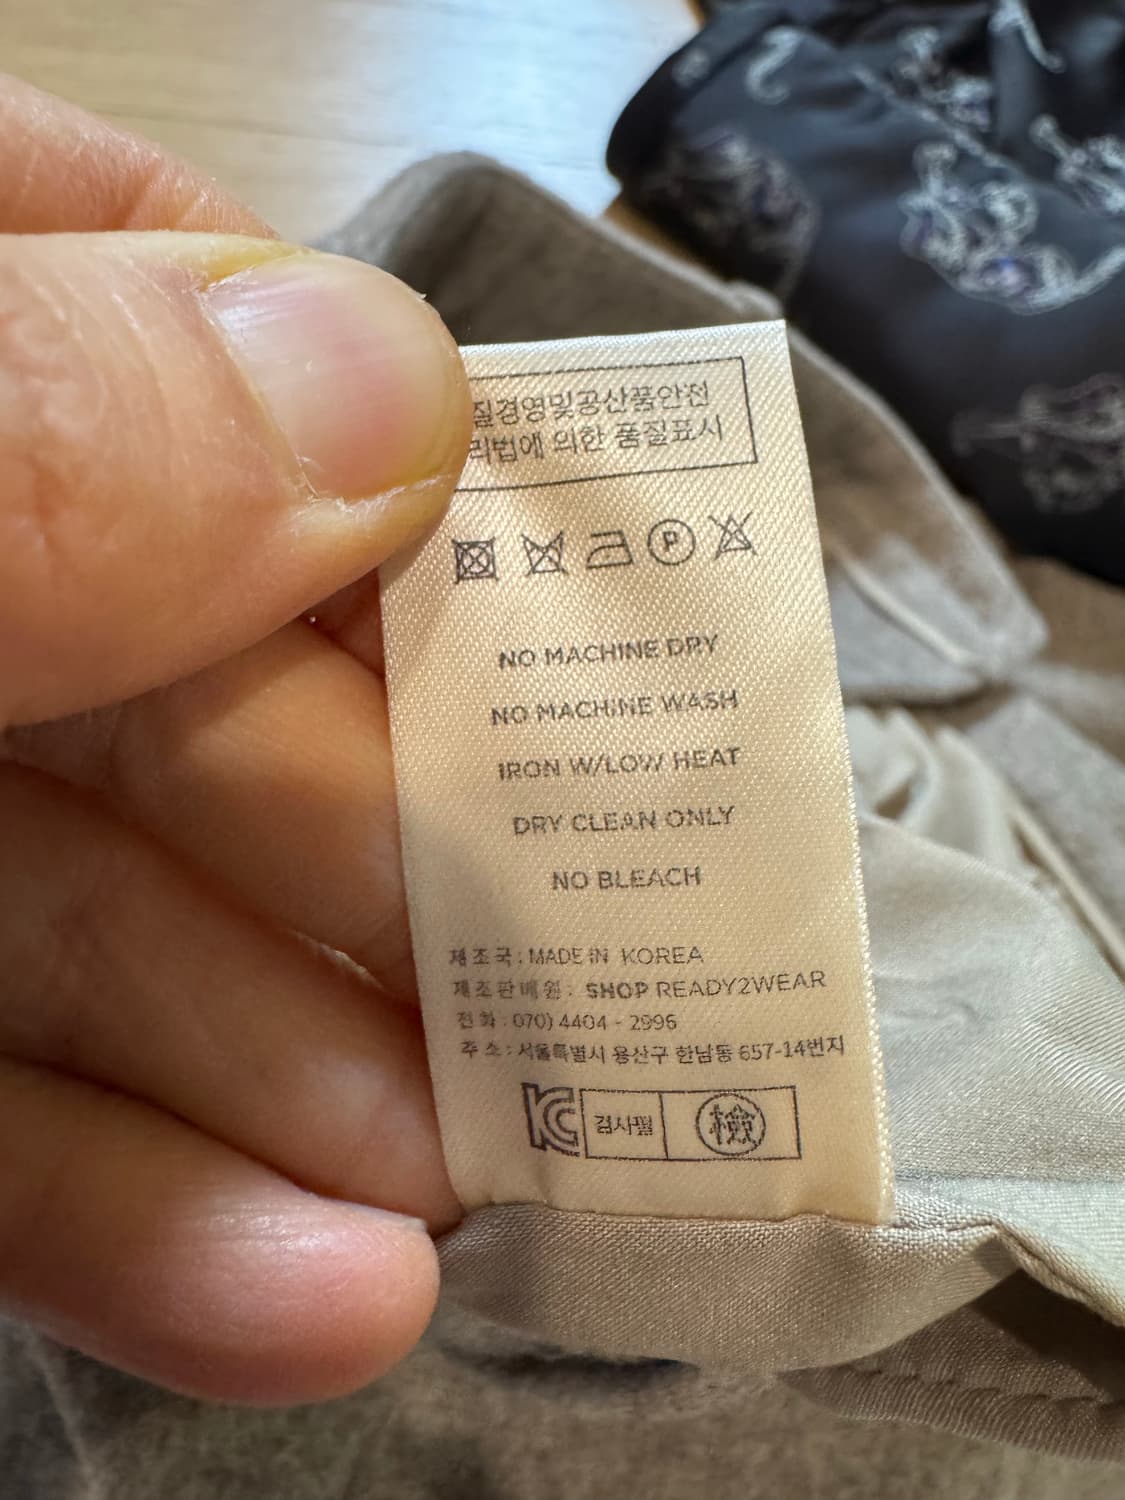 질경영및공산품안전
리법에 의한 품질표시
P
NO MACHINE DRY
NO MACHINE WASH
IRON W/LOW HEAT
DRY CLEAN ONLY
NO BLEACH
제조국 : MADE IN KOREA
제조판매원 : SHOP READY2WEAR
전화 : 070) 4404 - 2996
주소 : 서울특별시 용산구 한남동 657-14번지
KC 검사필 檢